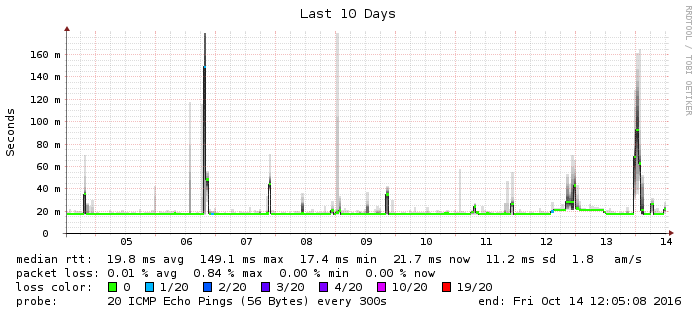 Last 10 Days
RRDTOOL / TOBI OETIKER
Seconds
160 m
140 m
120 m
100 m
80 m
60 m
40 m
20 m
0
05 06 07 08 09 10 11 12 13 14
median rtt: 19.8 ms avg 149.1 ms max 17.4 ms min 21.7 ms now 11.2 ms sd 1.8 am/s
packet loss: 0.01 % avg 0.84 % max 0.00 % min 0.00 % now
loss color: 0 1/20 2/20 3/20 4/20 10/20 19/20
probe: 20 ICMP Echo Pings (56 Bytes) every 300s end: Fri Oct 14 12:05:08 2016